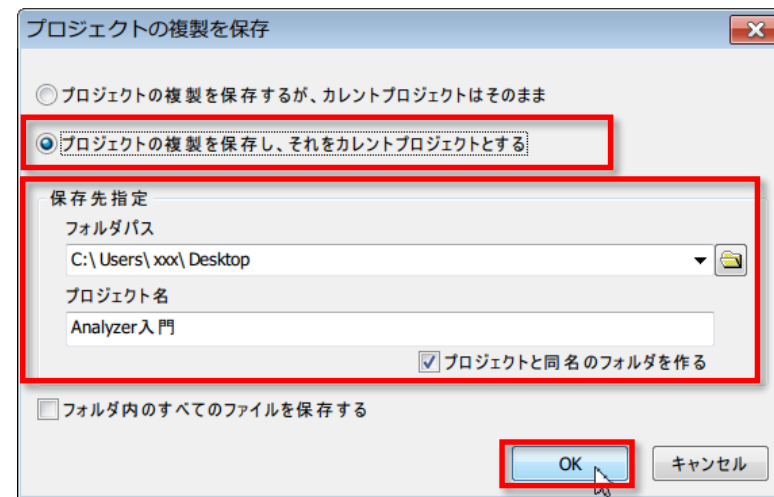 プロジェクトの複製を保存
プロジェクトの複製を保存するが、カレントプロジェクトはそのまま
プロジェクトの複製を保存し、それをカレントプロジェクトとする
保存先指定
フォルダパス
C:\Users\xxx\Desktop
プロジェクト名
Analyzer入門
プロジェクトと同名のフォルダを作る
フォルダ内のすべてのファイルを保存する
OK キャンセル